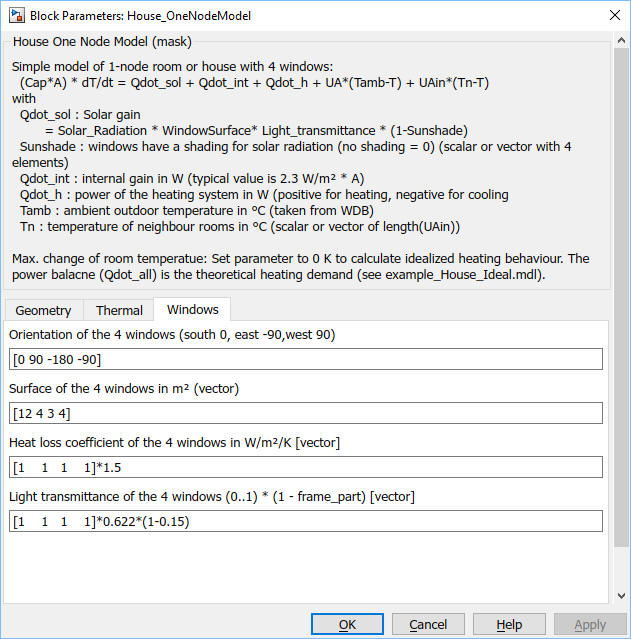 Block Parameters: House_OneNodeModel
House One Node Model (mask)
Simple model of 1-node room or house with 4 windows:
(Cap*A) * dT/dt = Qdot_sol + Qdot_int + Qdot_h + UA*(Tamb-T) + UAin*(Tn-T)
with
Qdot_sol : Solar gain
= Solar_Radiation * WindowSurface* Light_transmittance * (1-Sunshade)
Sunshade : windows have a shading for solar radiation (no shading = 0) (scalar or vector with 4
elements)
Qdot_int : internal gain in W (typical value is 2.3 W/m² * A)
Qdot_h : power of the heating system in W (positive for heating, negative for cooling
Tamb : ambient outdoor temperature in °C (taken from WDB)
Tn : temperature of neighbour rooms in °C (scalar or vector of length(UAin))
Max. change of room temperatue: Set parameter to 0 K to calculate idealized heating behaviour. The
power balacne (Qdot_all) is the theoretical heating demand (see example_House_Ideal.mdl).
Geometry Thermal Windows
Orientation of the 4 windows (south 0, east -90,west 90)
[0 90 -180 -90]
Surface of the 4 windows in m² (vector)
[12 4 3 4]
Heat loss coefficient of the 4 windows in W/m²/K [vector]
[1 1 1 1]*1.5
Light transmittance of the 4 windows (0..1) * (1 - frame_part) [vector]
[1 1 1 1]*0.622*(1-0.15)
OK Cancel Help Apply